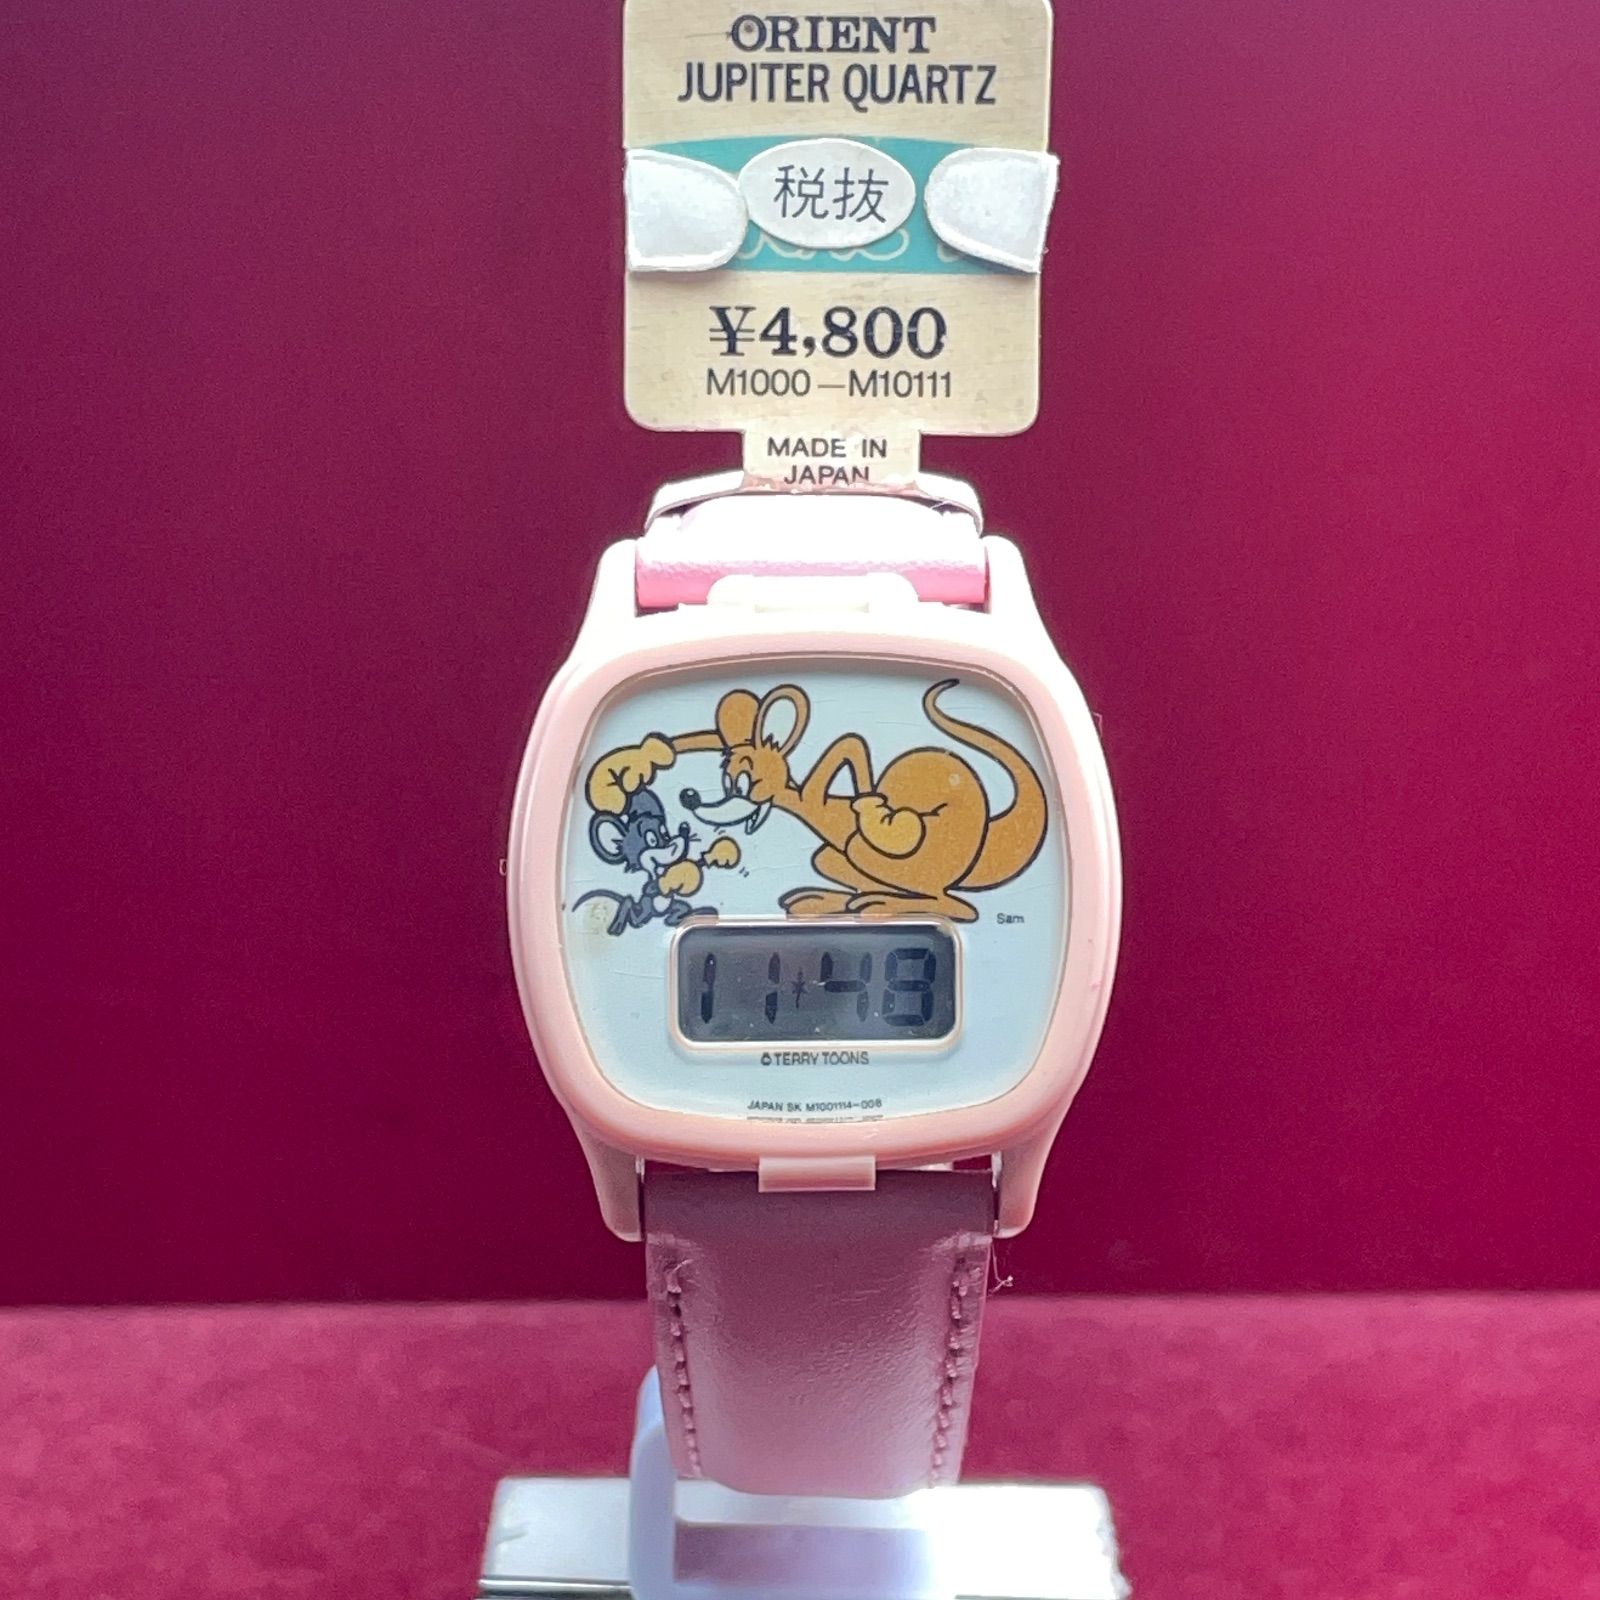 ORIENT
JUPITER QUARTZ
税抜
¥4,800
M1000—M10111
MADE IN
JAPAN
Sam
11:48
© TERRY TOONS
JAPAN SK M1001114-00B